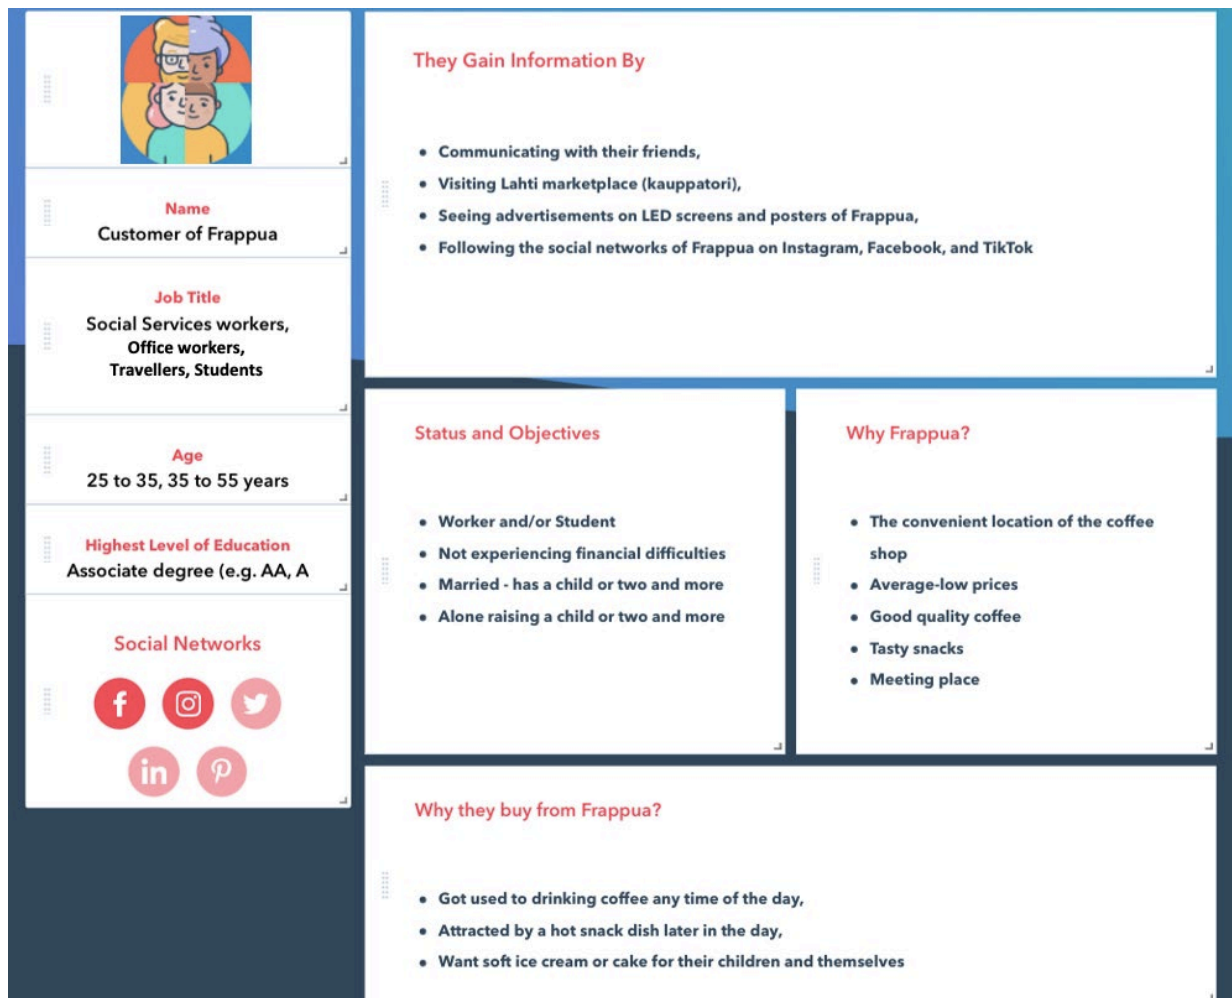 Name
Customer of Frappua
Job Title
Social Services workers,
Office workers,
Travellers, Students
Age
25 to 35, 35 to 55 years
Highest Level of Education
Associate degree (e.g. AA, A
Social Networks
f
in
They Gain Information By
• Communicating with their friends,
• Visiting Lahti marketplace (kauppatori),
• Seeing advertisements on LED screens and posters of Frappua,
• Following the social networks of Frappua on Instagram, Facebook, and TikTok
Status and Objectives
• Worker and/or Student
• Not experiencing financial difficulties
• Married - has a child or two and more
• Alone raising a child or two and more
Why Frappua?
• The convenient location of the coffee
shop
• Average-low prices
• Good quality coffee
• Tasty snacks
• Meeting place
Why they buy from Frappua?
• Got used to drinking coffee any time of the day,
• Attracted by a hot snack dish later in the day,
• Want soft ice cream or cake for their children and themselves